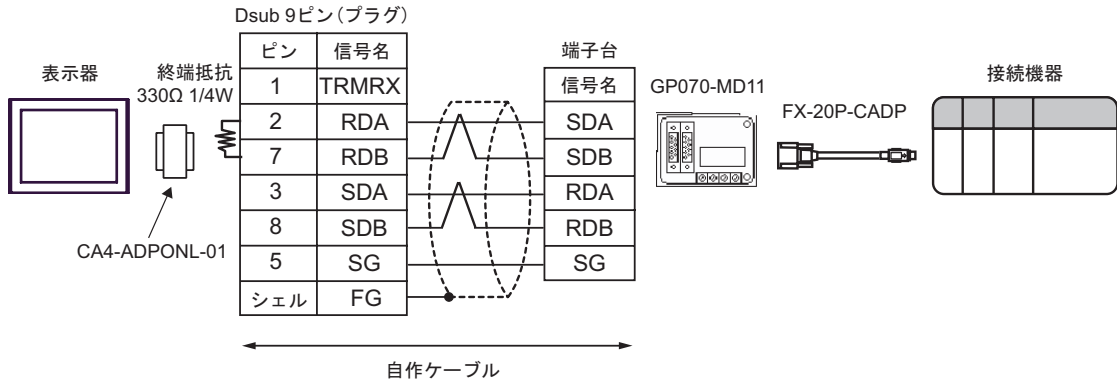 Dsub 9ピン(プラグ)
表示器
終端抵抗
330Ω 1/4W
CA4-ADPONL-01
ピン 信号名
1 TRMRX
2 RDA
7 RDB
3 SDA
8 SDB
5 SG
シェル FG
端子台
信号名
SDA
SDB
RDA
RDB
SG
GP070-MD11
FX-20P-CADP
接続機器
自作ケーブル